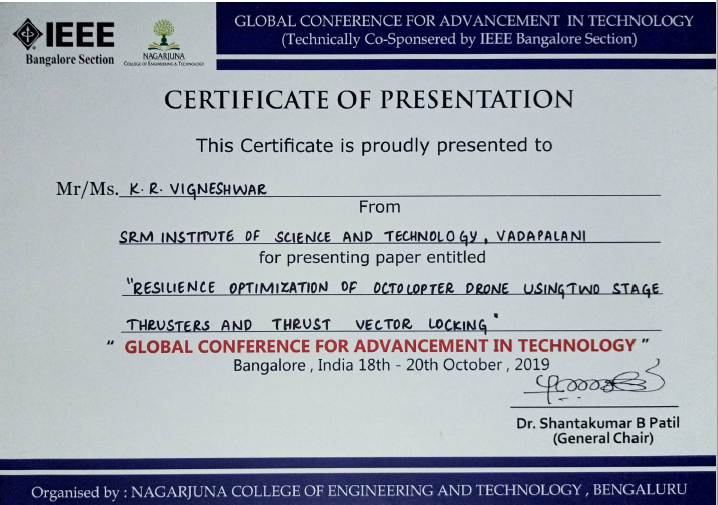 IEEE
Bangalore Section
NAGARJUNA
COLLEGE OF ENGINEERING & TECHNOLOGY
GLOBAL CONFERENCE FOR ADVANCEMENT IN TECHNOLOGY
(Technically Co-Sponsered by IEEE Bangalore Section)
CERTIFICATE OF PRESENTATION
This Certificate is proudly presented to
Mr/Ms. K. R. VIGNESHWAR
From
SRM INSTITUTE OF SCIENCE AND TECHNOLOGY, VADAPALANI
for presenting paper entitled
"RESILIENCE OPTIMIZATION OF OCTOLOPTER DRONE USING TWO STAGE
THRUSTERS AND THRUST VECTOR LOCKING"
" GLOBAL CONFERENCE FOR ADVANCEMENT IN TECHNOLOGY "
Bangalore , India 18th - 20th October , 2019
Dr. Shantakumar B Patil
(General Chair)
Organised by : NAGARJUNA COLLEGE OF ENGINEERING AND TECHNOLOGY , BENGALURU